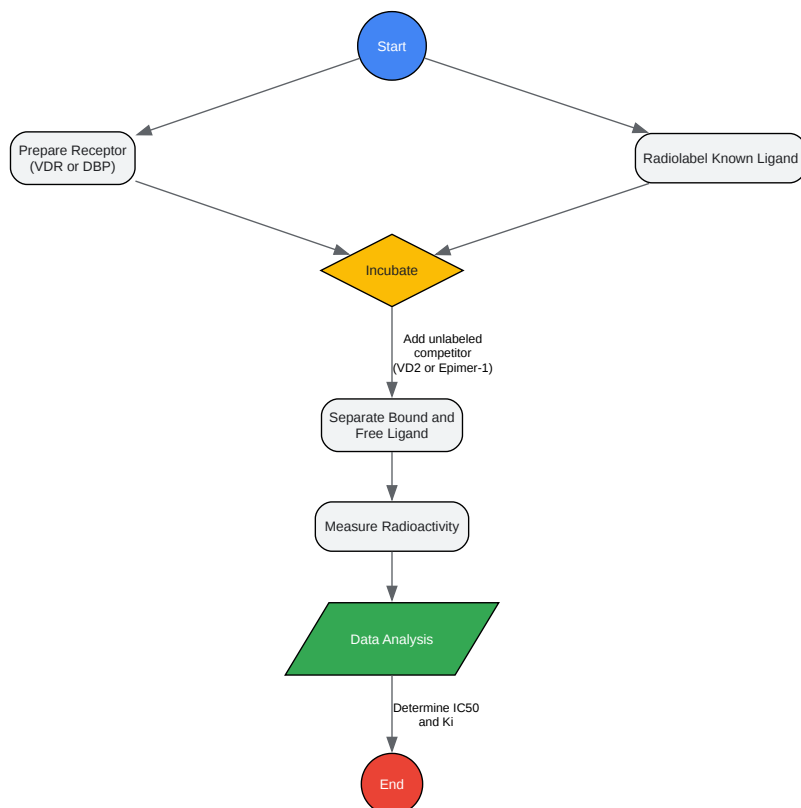 Start
Prepare Receptor
(VDR or DBP)
Radiolabel Known Ligand
Incubate
Add unlabeled
competitor
(VD2 or Epimer-1)
Separate Bound and
Free Ligand
Measure Radioactivity
Data Analysis
Determine IC50
and Ki
End